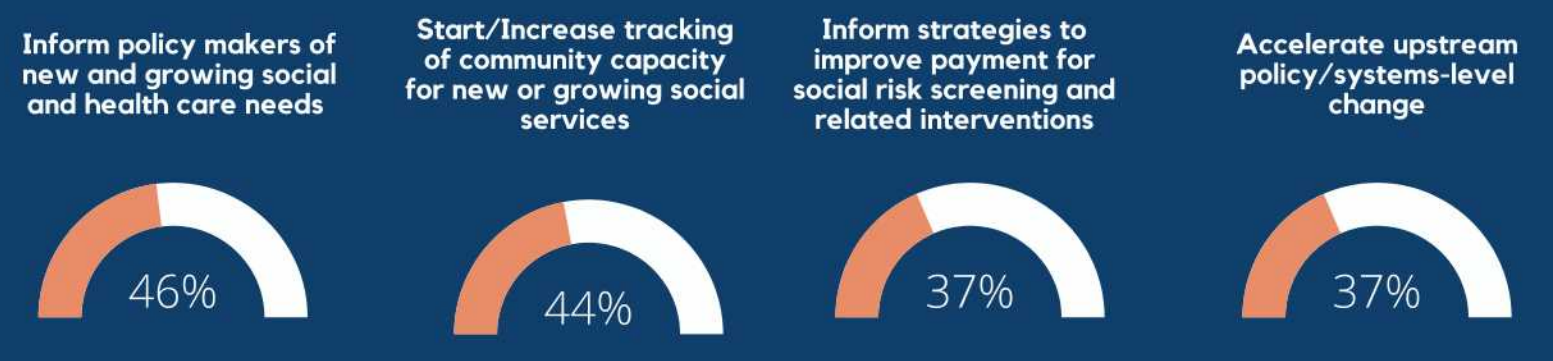 Inform policy makers of
new and growing social
and health care needs
46%
Start/Increase tracking
of community capacity
for new or growing social
services
44%
Inform strategies to
improve payment for
social risk screening and
related interventions
37%
Accelerate upstream
policy/systems-level
change
37%